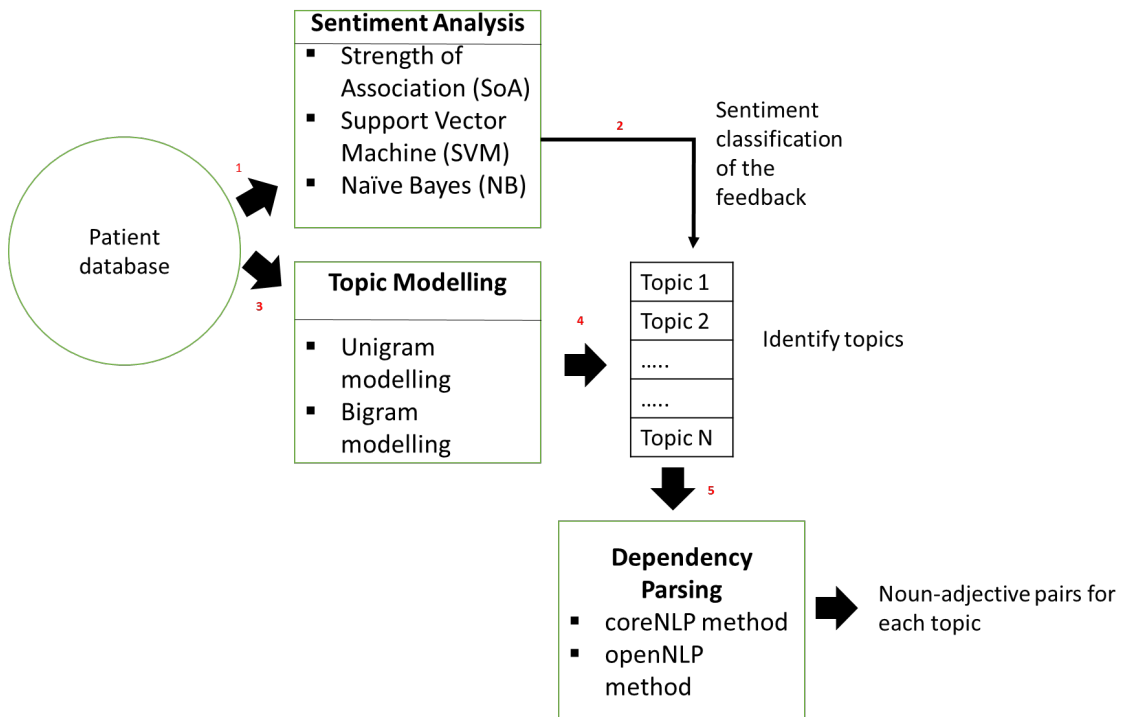 Sentiment Analysis
▪ Strength of
Association (SoA)
▪ Support Vector
Machine (SVM)
▪ Naïve Bayes (NB)
1
2
Sentiment
classification
of the
feedback
Patient
database
3
Topic Modelling
▪ Unigram
modelling
▪ Bigram
modelling
4
Topic 1
Topic 2
.....
.....
Topic N
Identify topics
5
Dependency
Parsing
▪ coreNLP method
▪ openNLP
method
Noun-adjective pairs for
each topic